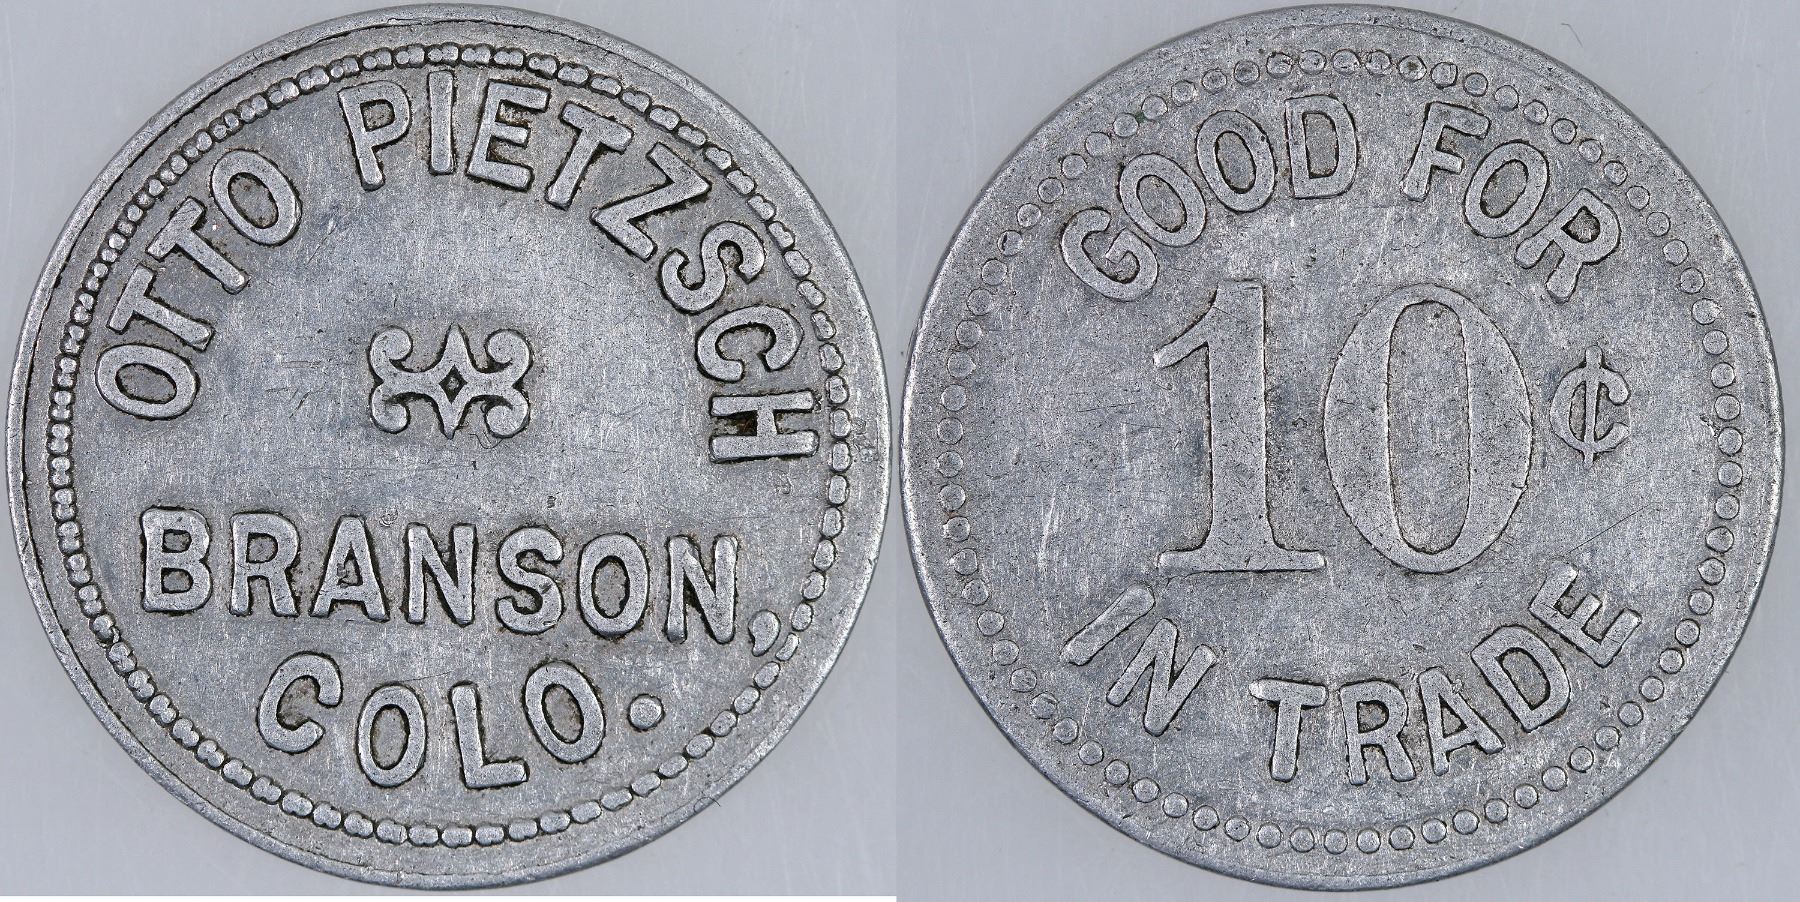 OTTO PIETZSCH
BRANSON,
COLO.
GOOD FOR
10¢
IN TRADE